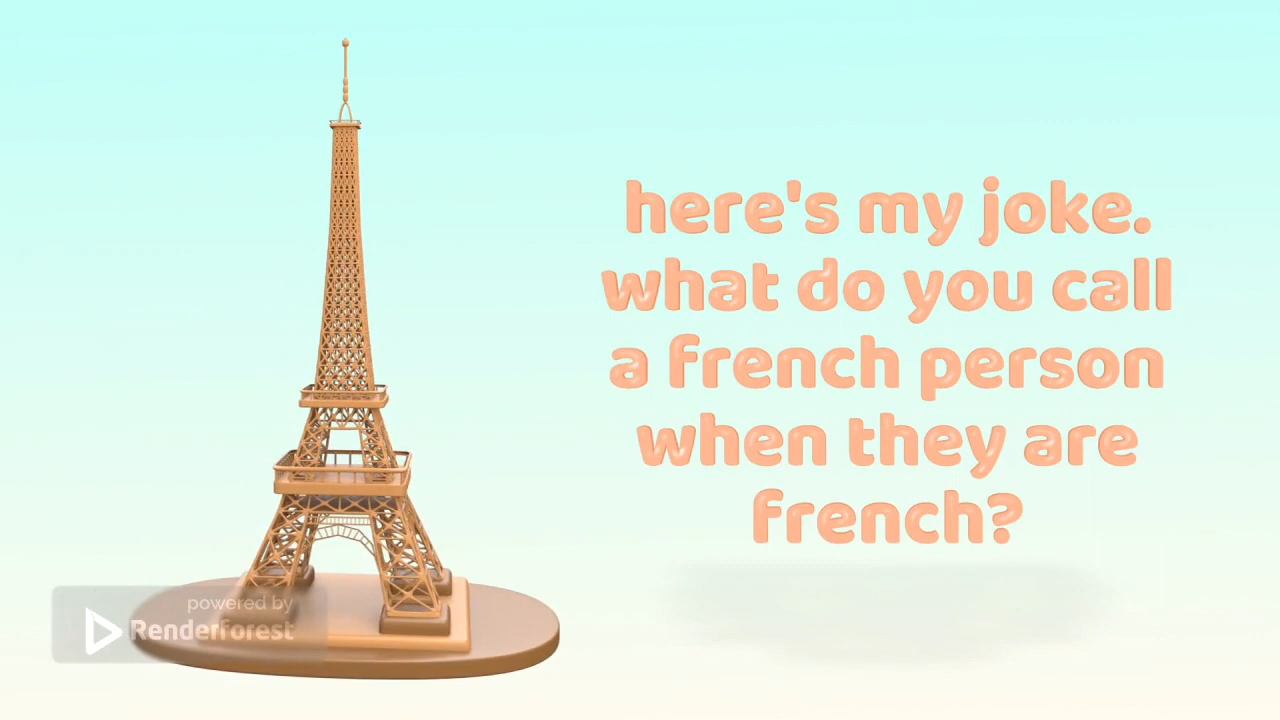 here's my joke.
what do you call
a french person
when they are
french?
powered by
Renderforest